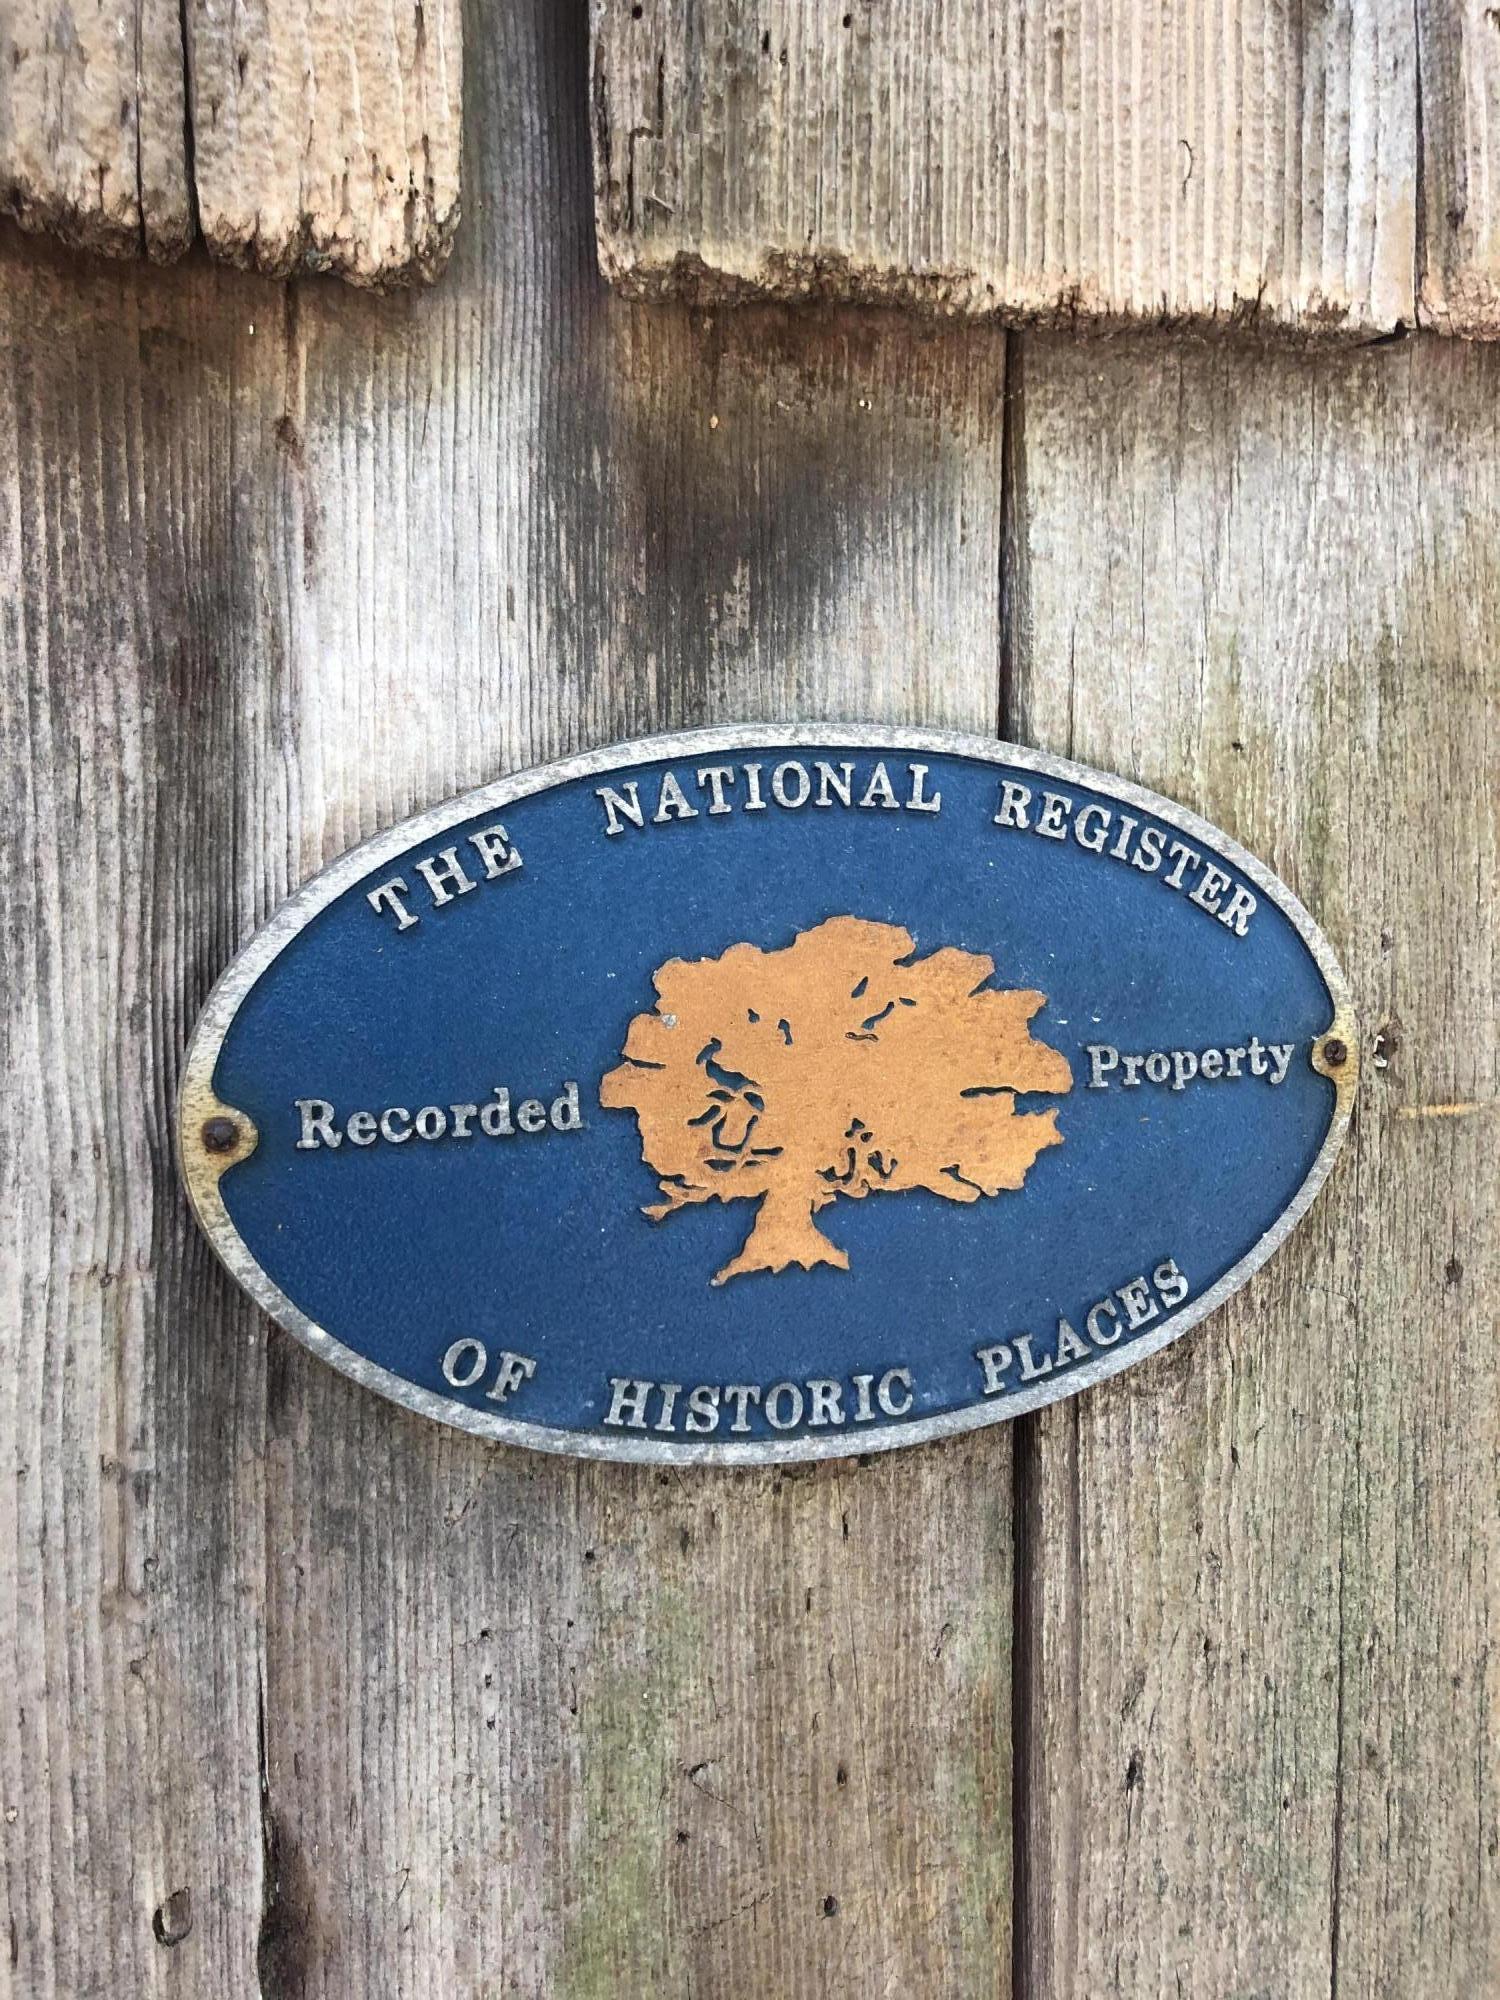 THE NATIONAL REGISTER
Recorded Property
OF HISTORIC PLACES